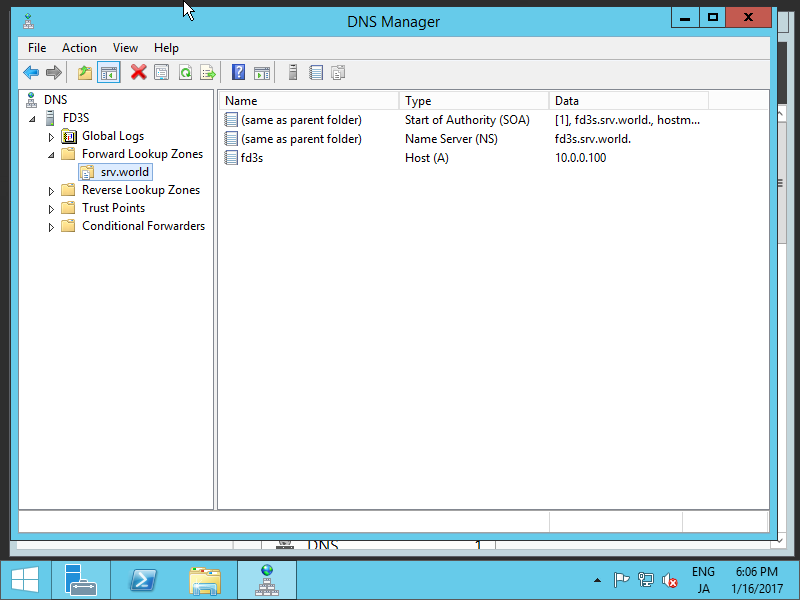 DNS Manager
File Action View Help
DNS
FD3S
Global Logs
Forward Lookup Zones
srv.world
Reverse Lookup Zones
Trust Points
Conditional Forwarders
Name Type Data
(same as parent folder) Start of Authority (SOA) [1], fd3s.srv.world., hostm...
(same as parent folder) Name Server (NS) fd3s.srv.world.
fd3s Host (A) 10.0.0.100
DNS 1
ENG 6:06 PM
JA 1/16/2017